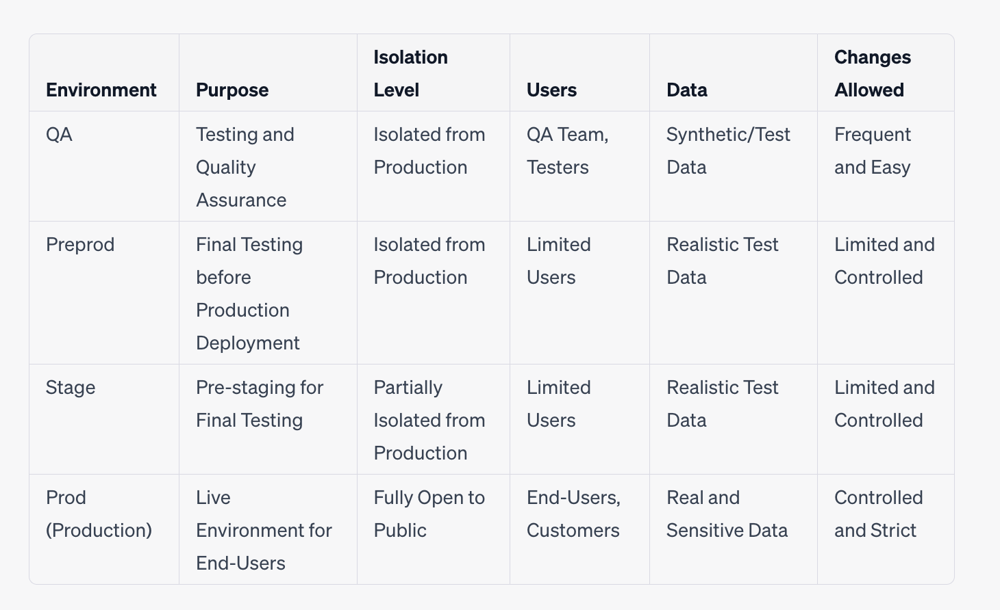 Environment
Purpose
Isolation
Level
Users
Data
Changes
Allowed
QA
Testing and
Quality
Assurance
Isolated from
Production
QA Team,
Testers
Synthetic/Test
Data
Frequent
and Easy
Preprod
Final Testing
before
Production
Deployment
Isolated from
Production
Limited
Users
Realistic Test
Data
Limited and
Controlled
Stage
Pre-staging for
Final Testing
Partially
Isolated from
Production
Limited
Users
Realistic Test
Data
Limited and
Controlled
Prod
(Production)
Live
Environment for
End-Users
Fully Open to
Public
End-Users,
Customers
Real and
Sensitive Data
Controlled
and Strict